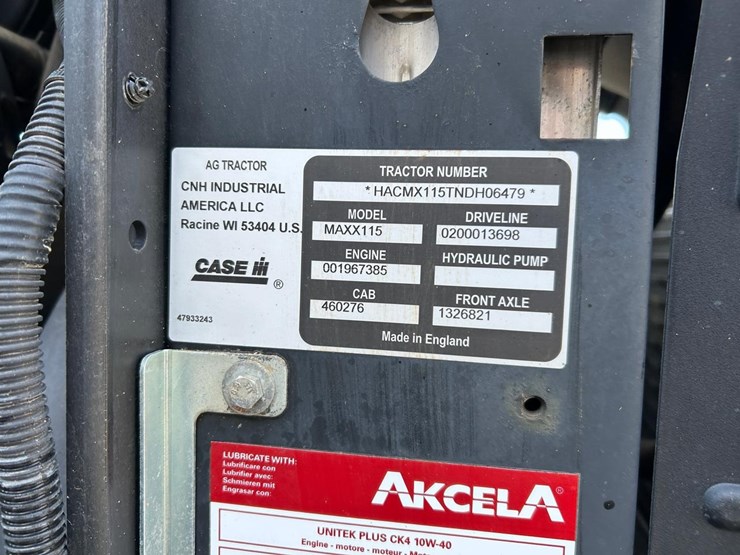 AG TRACTOR
CNH INDUSTRIAL
AMERICA LLC
Racine WI 53404 U.S.
CASE IH ®
47933243
TRACTOR NUMBER
* HACMX115TNDH06479 *
MODEL
MAXX115
DRIVELINE
0200013698
ENGINE
001967385
HYDRAULIC PUMP
CAB
460276
FRONT AXLE
1326821
Made in England
LUBRICATE WITH:
Lubrificare con
Lubrifier avec:
Schmieren mit
Engrasar con:
AKCELA
UNITEK PLUS CK4 10W-40
Engine - motore - moteur -